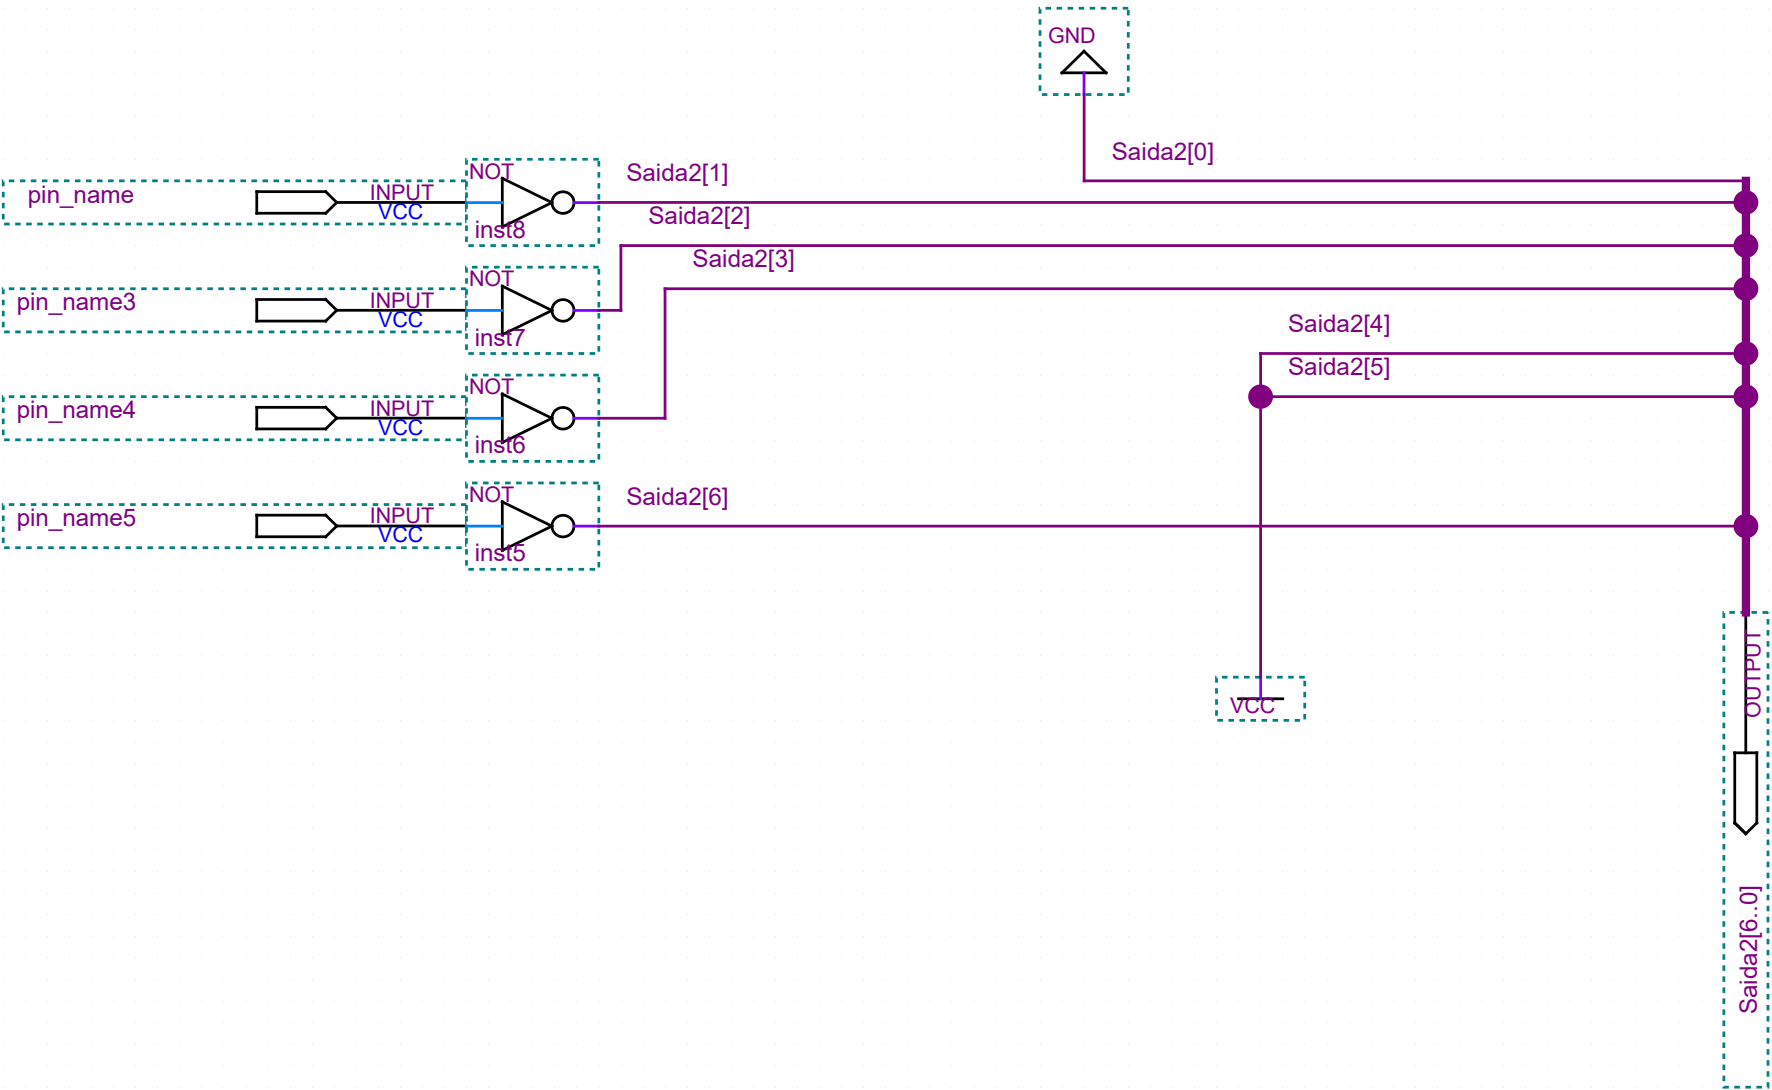 GND
Saida2[0]
NOT
Saida2[1]
pin_name
INPUT
VCC
inst8
Saida2[2]
NOT
Saida2[3]
pin_name3
INPUT
VCC
inst7
Saida2[4]
NOT
Saida2[5]
pin_name4
INPUT
VCC
inst6
NOT
Saida2[6]
pin_name5
INPUT
VCC
inst5
VCC
OUTPUT
Saida2[6..0]